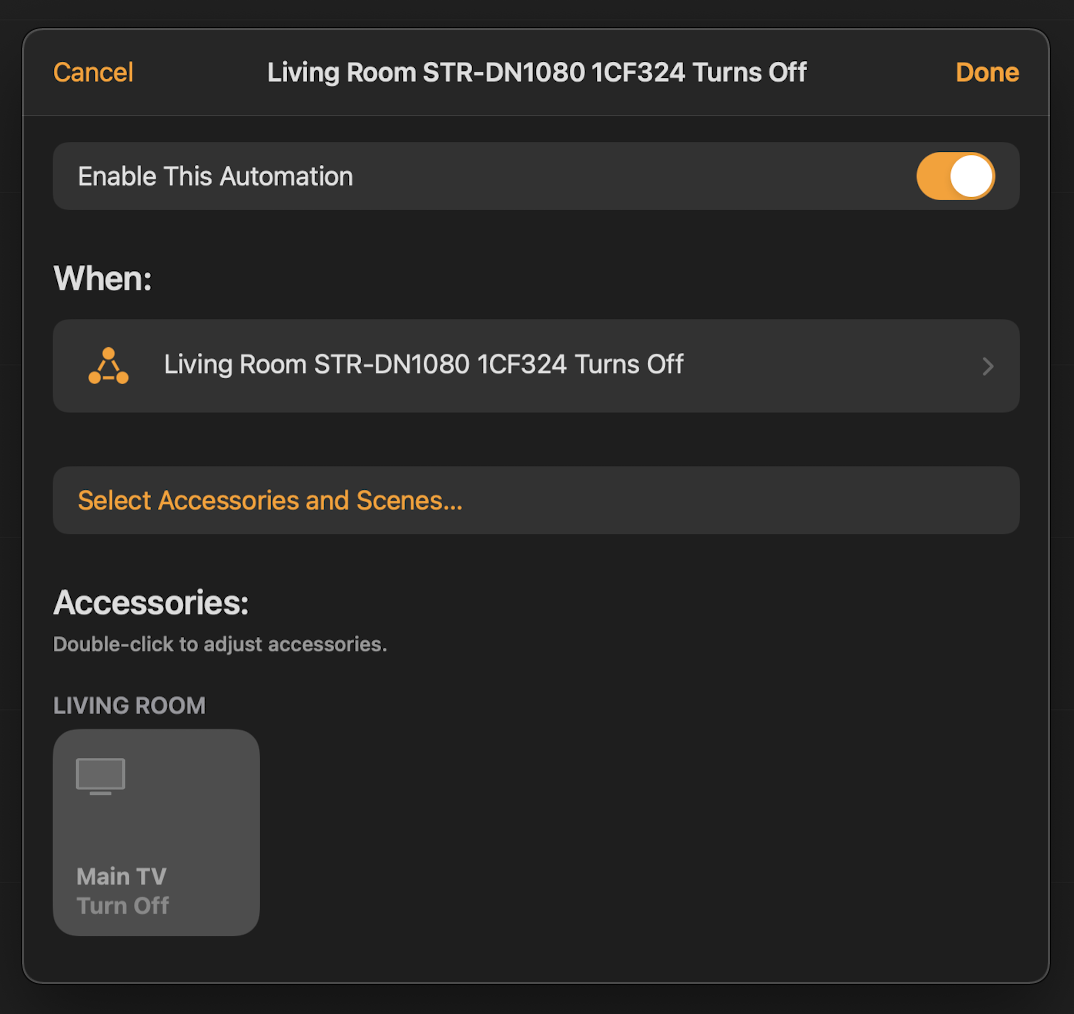 Cancel
Living Room STR-DN1080 1CF324 Turns Off
Done
Enable This Automation
When:
Living Room STR-DN1080 1CF324 Turns Off
Select Accessories and Scenes...
Accessories:
Double-click to adjust accessories.
LIVING ROOM
Main TV
Turn Off